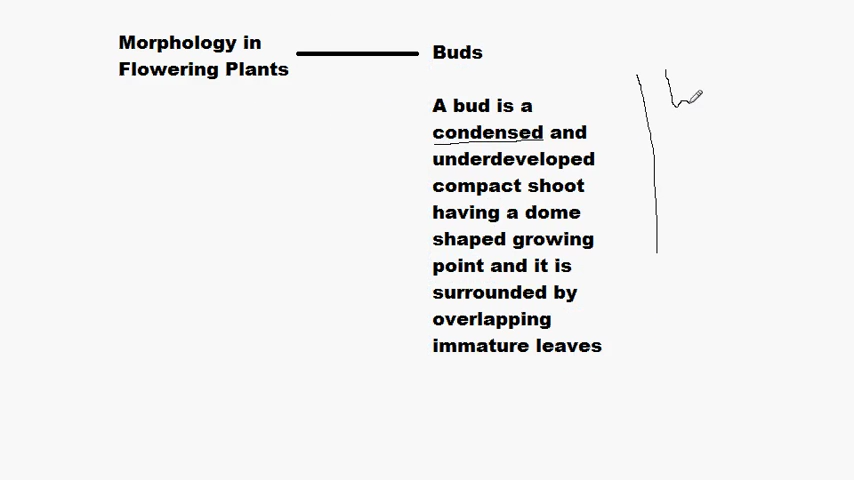 Morphology in
Flowering Plants
Buds
A bud is a
condensed and
underdeveloped
compact shoot
having a dome
shaped growing
point and it is
surrounded by
overlapping
immature leaves